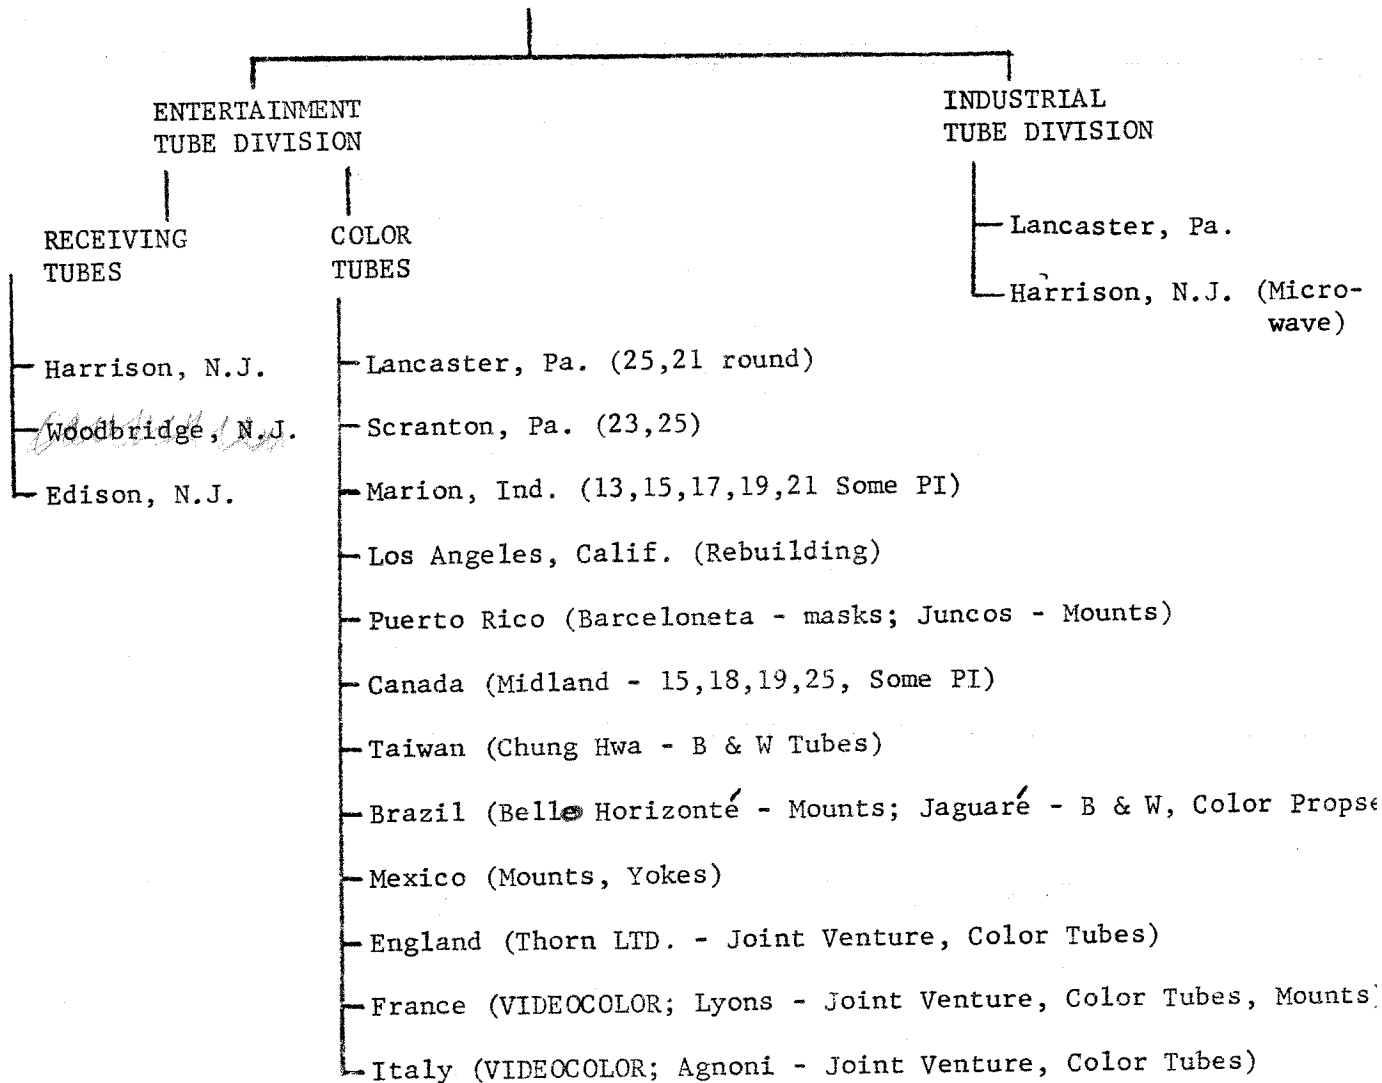 ENTERTAINMENT
TUBE DIVISION
INDUSTRIAL
TUBE DIVISION
Lancaster, Pa.
Harrison, N.J. (Micro-
wave)
RECEIVING
TUBES
Harrison, N.J.
Woodbridge, N.J.
Edison, N.J.
COLOR
TUBES
Lancaster, Pa. (25,21 round)
Scranton, Pa. (23,25)
Marion, Ind. (13,15,17,19,21 Some PI)
Los Angeles, Calif. (Rebuilding)
Puerto Rico (Barceloneta - masks; Juncos - Mounts)
Canada (Midland - 15,18,19,25, Some PI)
Taiwan (Chung Hwa - B & W Tubes)
Brazil (Bello Horizonté - Mounts; Jaguaré - B & W, Color Propse
Mexico (Mounts, Yokes)
England (Thorn LTD. - Joint Venture, Color Tubes)
France (VIDEOCOLOR; Lyons - Joint Venture, Color Tubes, Mounts)
Italy (VIDEOCOLOR; Agnoni - Joint Venture, Color Tubes)